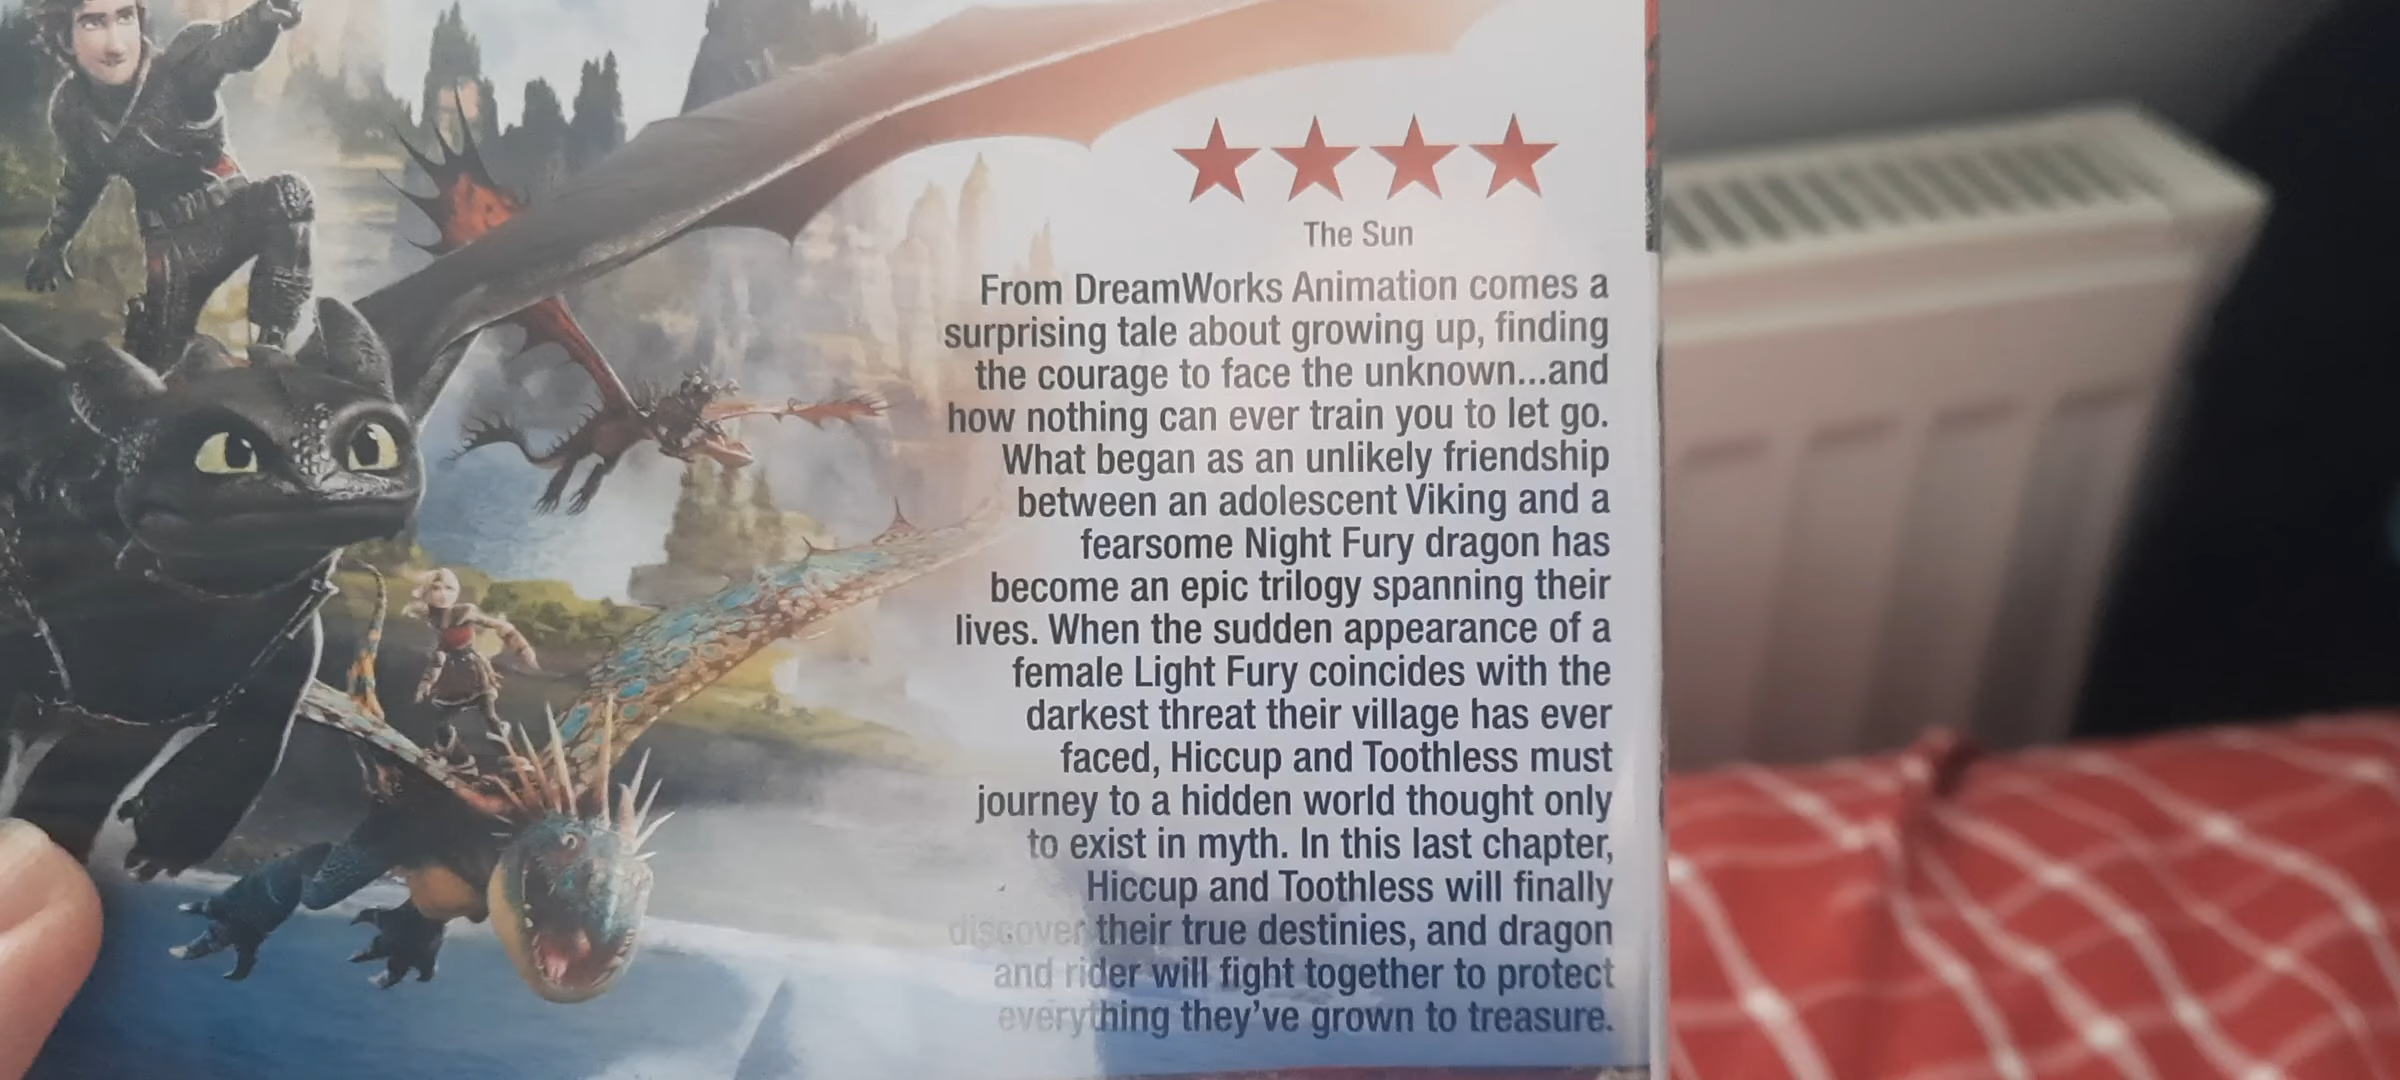 The Sun
From DreamWorks Animation comes a
surprising tale about growing up, finding
the courage to face the unknown...and
how nothing can ever train you to let go.
What began as an unlikely friendship
between an adolescent Viking and a
fearsome Night Fury dragon has
become an epic trilogy spanning their
lives. When the sudden appearance of a
female Light Fury coincides with the
darkest threat their village has ever
faced, Hiccup and Toothless must
journey to a hidden world thought only
to exist in myth. In this last chapter,
Hiccup and Toothless will finally
discover their true destinies, and dragon
and rider will fight together to protect
everything they've grown to treasure.